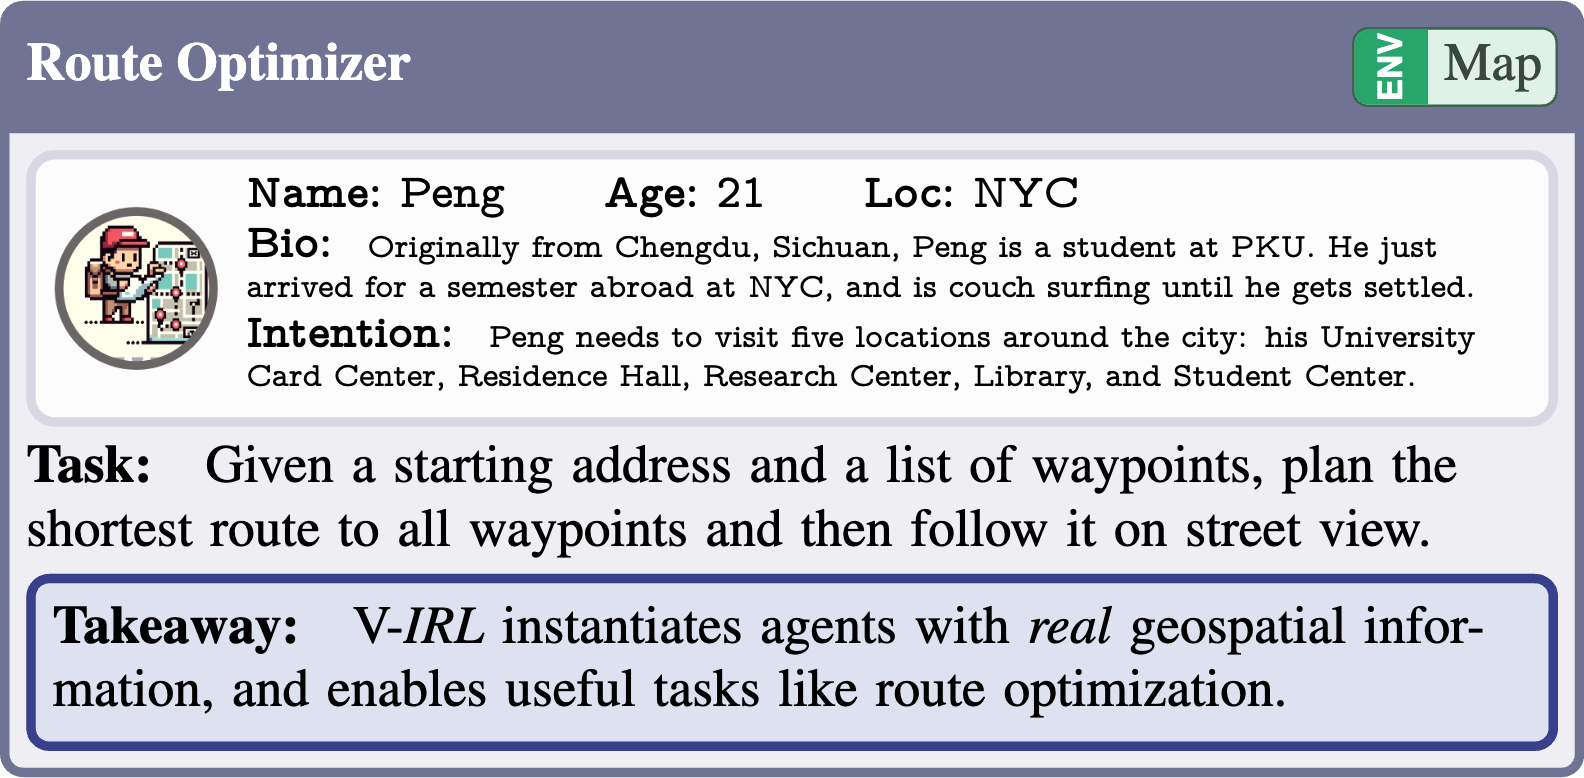 Route Optimizer
ENV Map
Name: Peng Age: 21 Loc: NYC
Bio: Originally from Chengdu, Sichuan, Peng is a student at PKU. He just
arrived for a semester abroad at NYC, and is couch surfing until he gets settled.
Intention: Peng needs to visit five locations around the city: his University
Card Center, Residence Hall, Research Center, Library, and Student Center.
Task: Given a starting address and a list of waypoints, plan the
shortest route to all waypoints and then follow it on street view.
Takeaway: V-IRL instantiates agents with real geospatial infor-
mation, and enables useful tasks like route optimization.